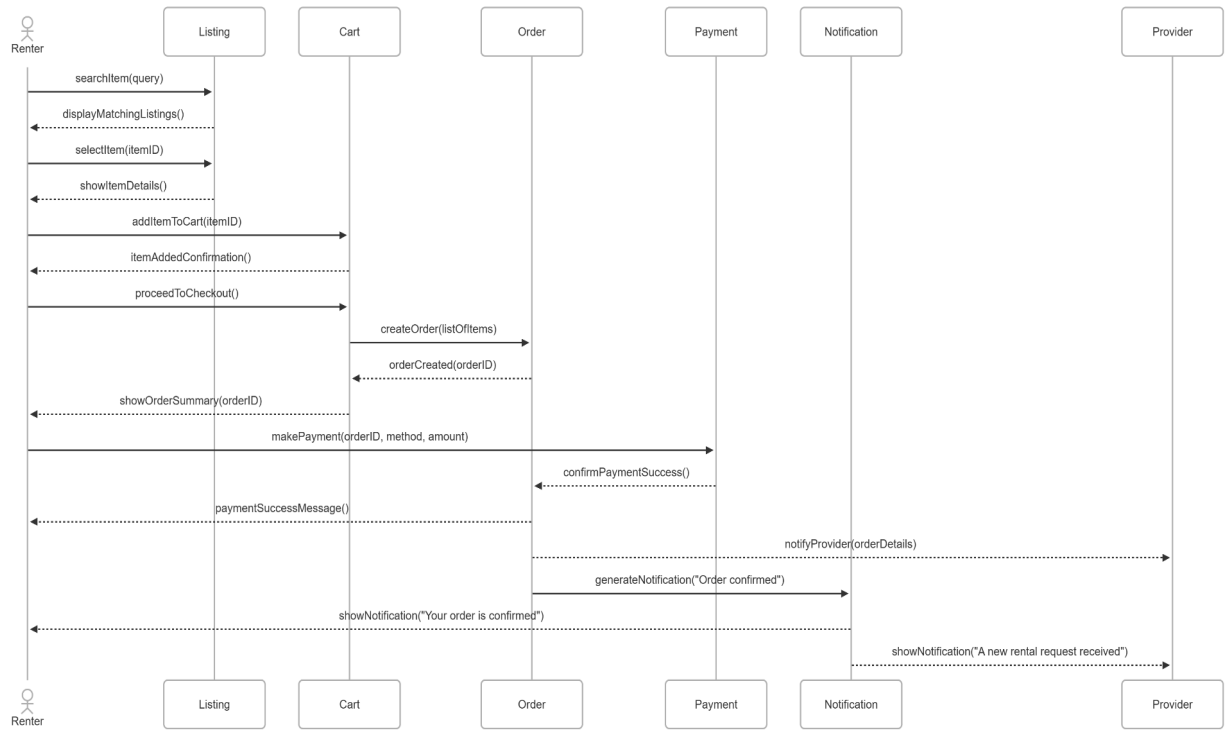 Renter
Listing
Cart
Order
Payment
Notification
Provider
searchItem(query)
displayMatchingListings()
selectItem(itemID)
showItemDetails()
addItemToCart(itemID)
itemAddedConfirmation()
proceedToCheckout()
createOrder(listOfItems)
orderCreated(orderID)
showOrderSummary(orderID)
makePayment(orderID, method, amount)
confirmPaymentSuccess()
paymentSuccessMessage()
notifyProvider(orderDetails)
generateNotification("Order confirmed")
showNotification("Your order is confirmed")
showNotification("A new rental request received")
Renter
Listing
Cart
Order
Payment
Notification
Provider